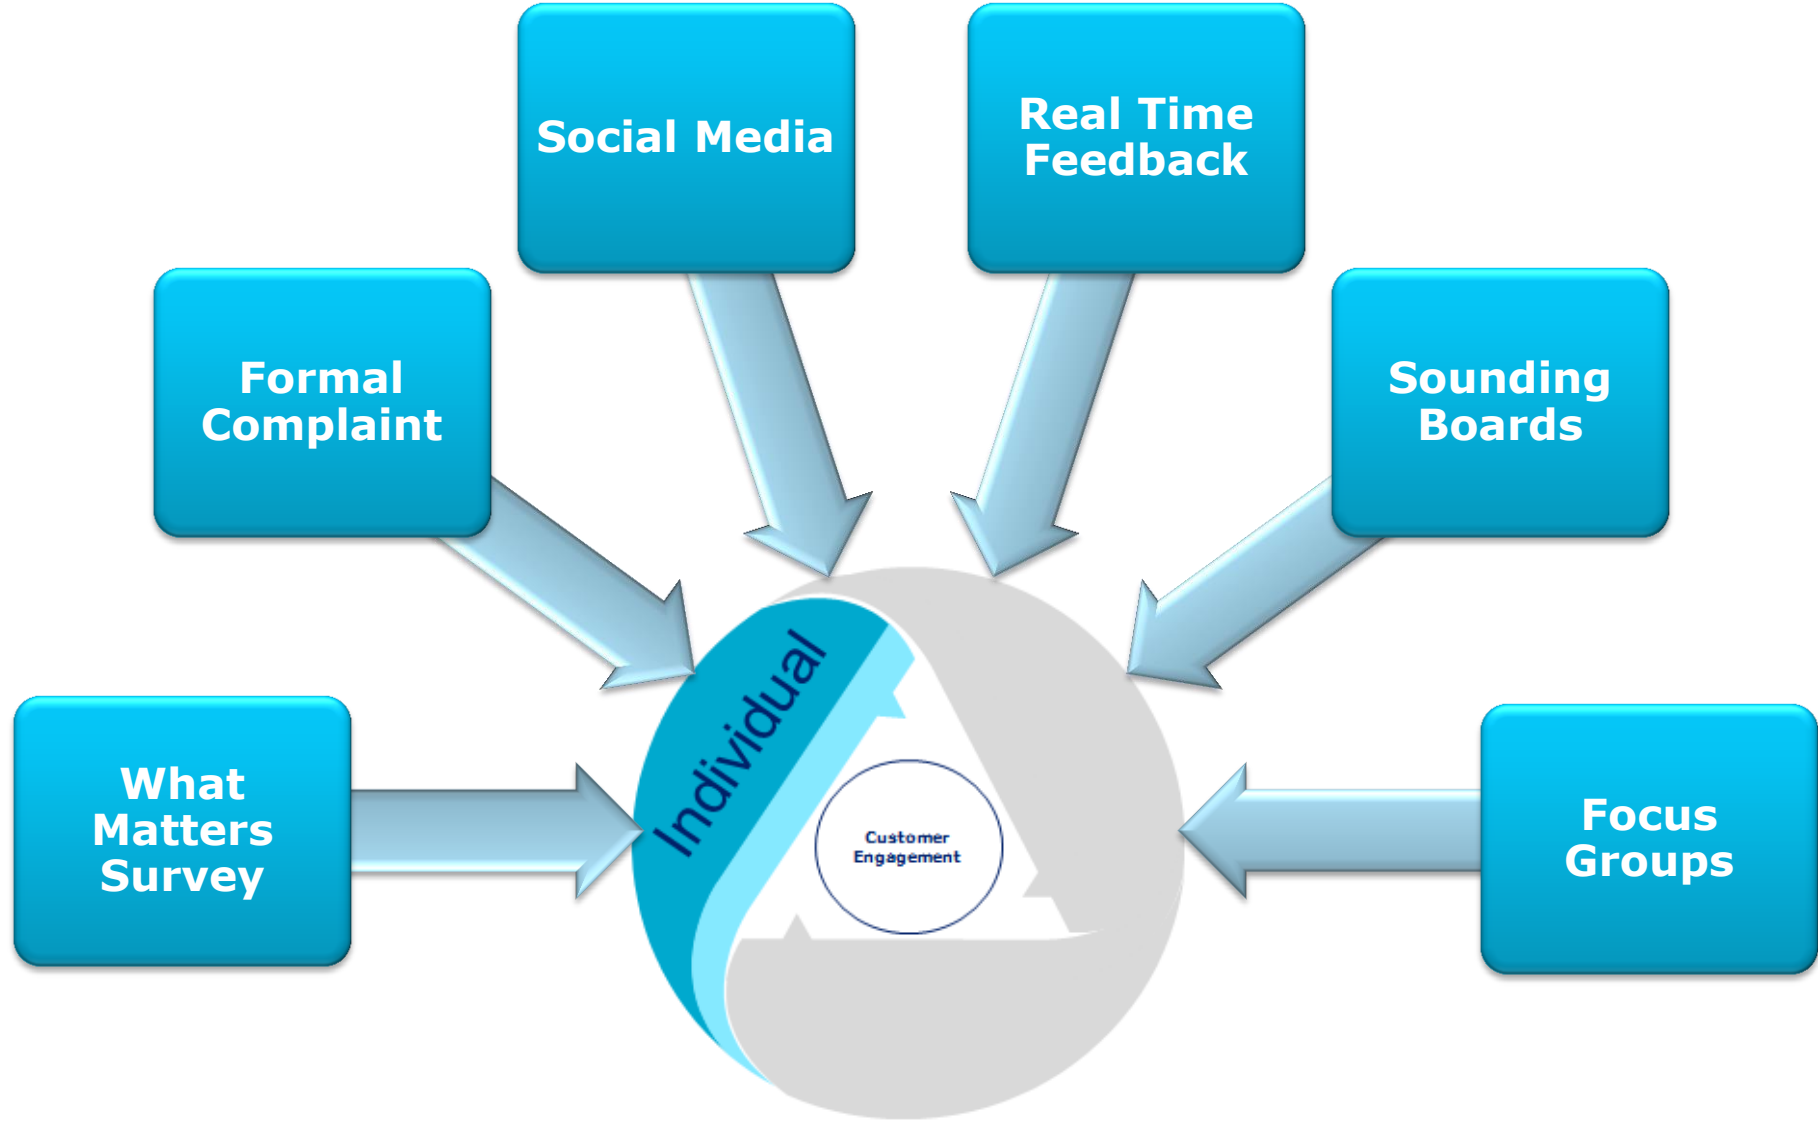 Social Media
Real Time
Feedback
Formal
Complaint
Sounding
Boards
What
Matters
Survey
Individual
Customer
Engagement
Focus
Groups